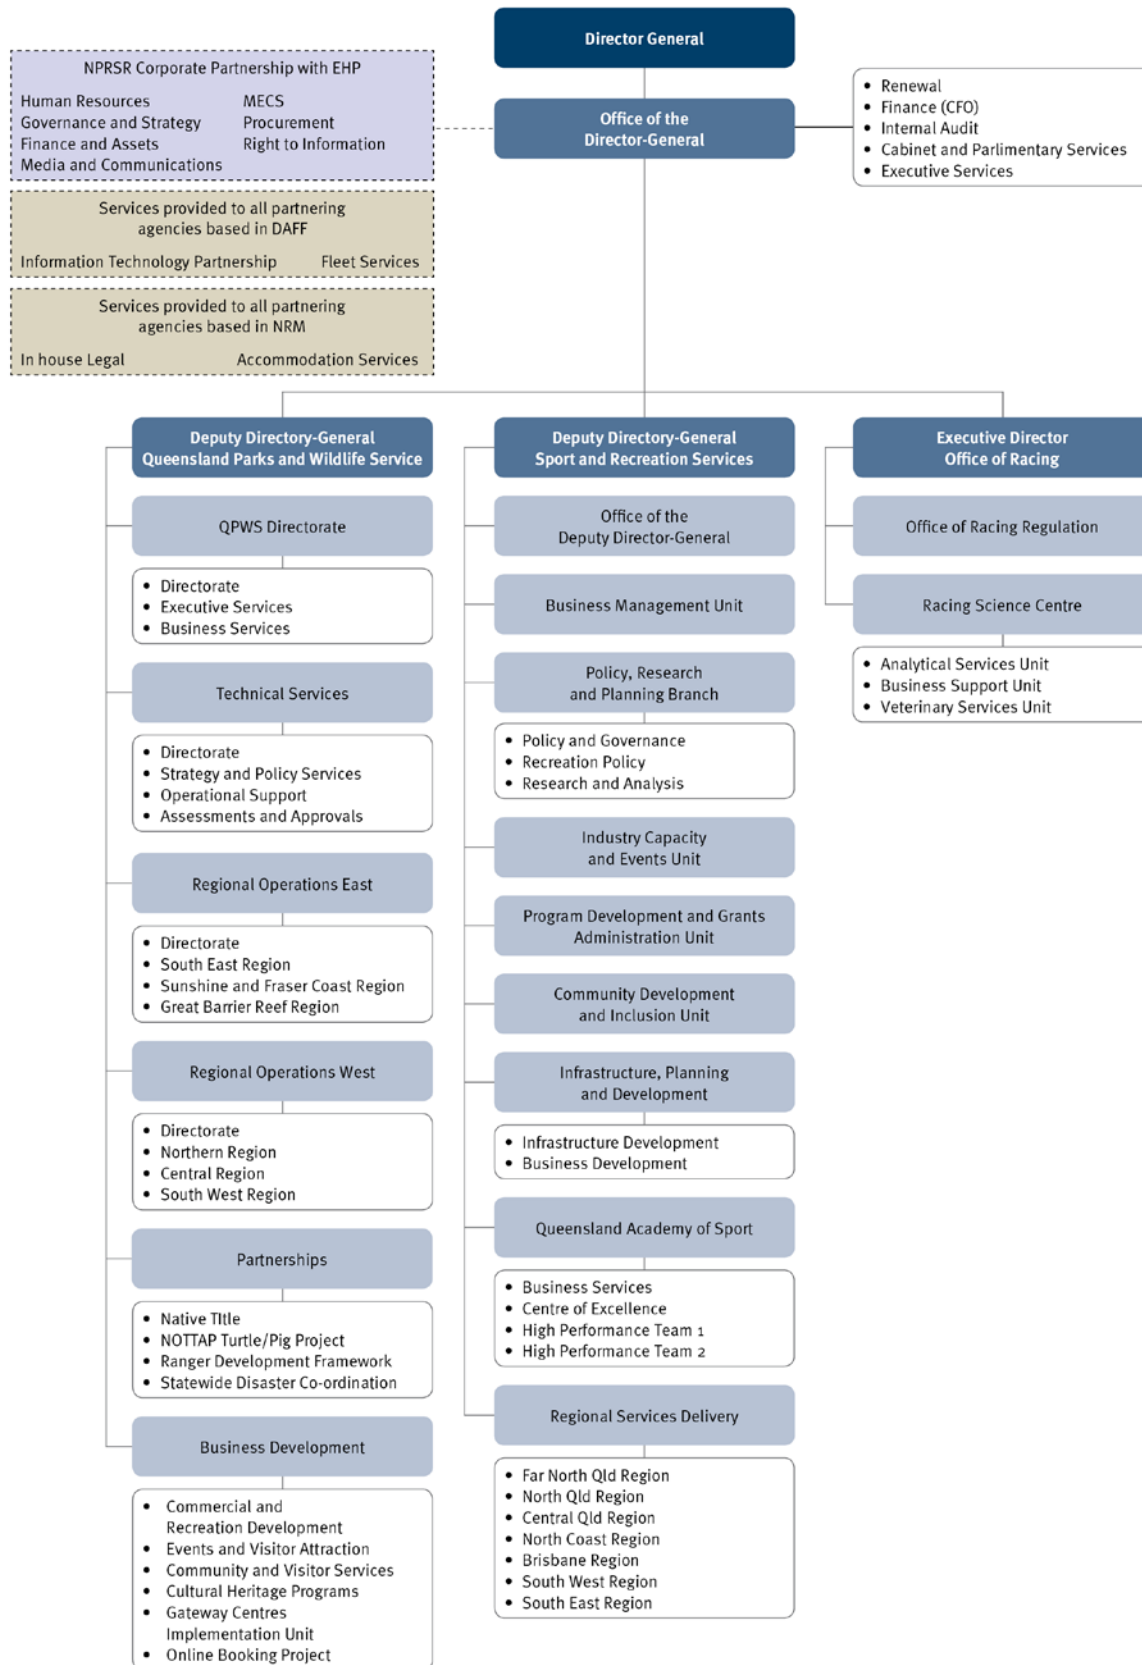 Director General
NPRSR Corporate Partnership with EHP
Human Resources
Governance and Strategy
Finance and Assets
Media and Communications
MECS
Procurement
Right to Information
Office of the
Director-General
• Renewal
• Finance (CFO)
• Internal Audit
• Cabinet and Parlimentary Services
• Executive Services
Services provided to all partnering
agencies based in DAFF
Information Technology Partnership
Fleet Services
Services provided to all partnering
agencies based in NRM
In house Legal
Accommodation Services
Deputy Directory-General
Queensland Parks and Wildlife Service
QPWS Directorate
• Directorate
• Executive Services
• Business Services
Technical Services
• Directorate
• Strategy and Policy Services
• Operational Support
• Assessments and Approvals
Regional Operations East
• Directorate
• South East Region
• Sunshine and Fraser Coast Region
• Great Barrier Reef Region
Regional Operations West
• Directorate
• Northern Region
• Central Region
• South West Region
Partnerships
• Native TItle
• NOTTAP Turtle/Pig Project
• Ranger Development Framework
• Statewide Disaster Co-ordination
Business Development
• Commercial and
Recreation Development
• Events and Visitor Attraction
• Community and Visitor Services
• Cultural Heritage Programs
• Gateway Centres
Implementation Unit
• Online Booking Project
Deputy Directory-General
Sport and Recreation Services
Office of the
Deputy Director-General
Business Management Unit
Policy, Research
and Planning Branch
• Policy and Governance
• Recreation Policy
• Research and Analysis
Industry Capacity
and Events Unit
Program Development and Grants
Administration Unit
Community Development
and Inclusion Unit
Infrastructure, Planning
and Development
• Infrastructure Development
• Business Development
Queensland Academy of Sport
• Business Services
• Centre of Excellence
• High Performance Team 1
• High Performance Team 2
Regional Services Delivery
• Far North Qld Region
• North Qld Region
• Central Qld Region
• North Coast Region
• Brisbane Region
• South West Region
• South East Region
Executive Director
Office of Racing
Office of Racing Regulation
Racing Science Centre
• Analytical Services Unit
• Business Support Unit
• Veterinary Services Unit